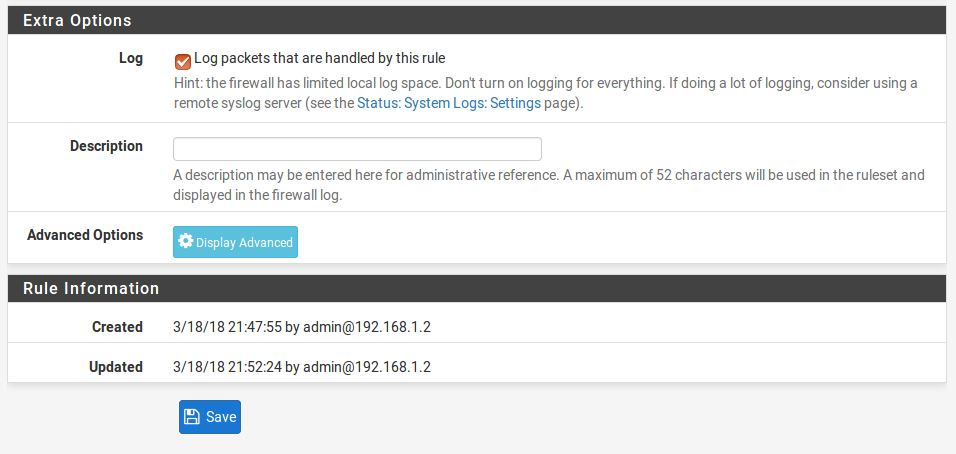 Extra Options
Log
Log packets that are handled by this rule
Hint: the firewall has limited local log space. Don't turn on logging for everything. If doing a lot of logging, consider using a
remote syslog server (see the Status: System Logs: Settings page).
Description
A description may be entered here for administrative reference. A maximum of 52 characters will be used in the ruleset and
displayed in the firewall log.
Advanced Options
Display Advanced
Rule Information
Created
3/18/18 21:47:55 by admin@192.168.1.2
Updated
3/18/18 21:52:24 by admin@192.168.1.2
Save